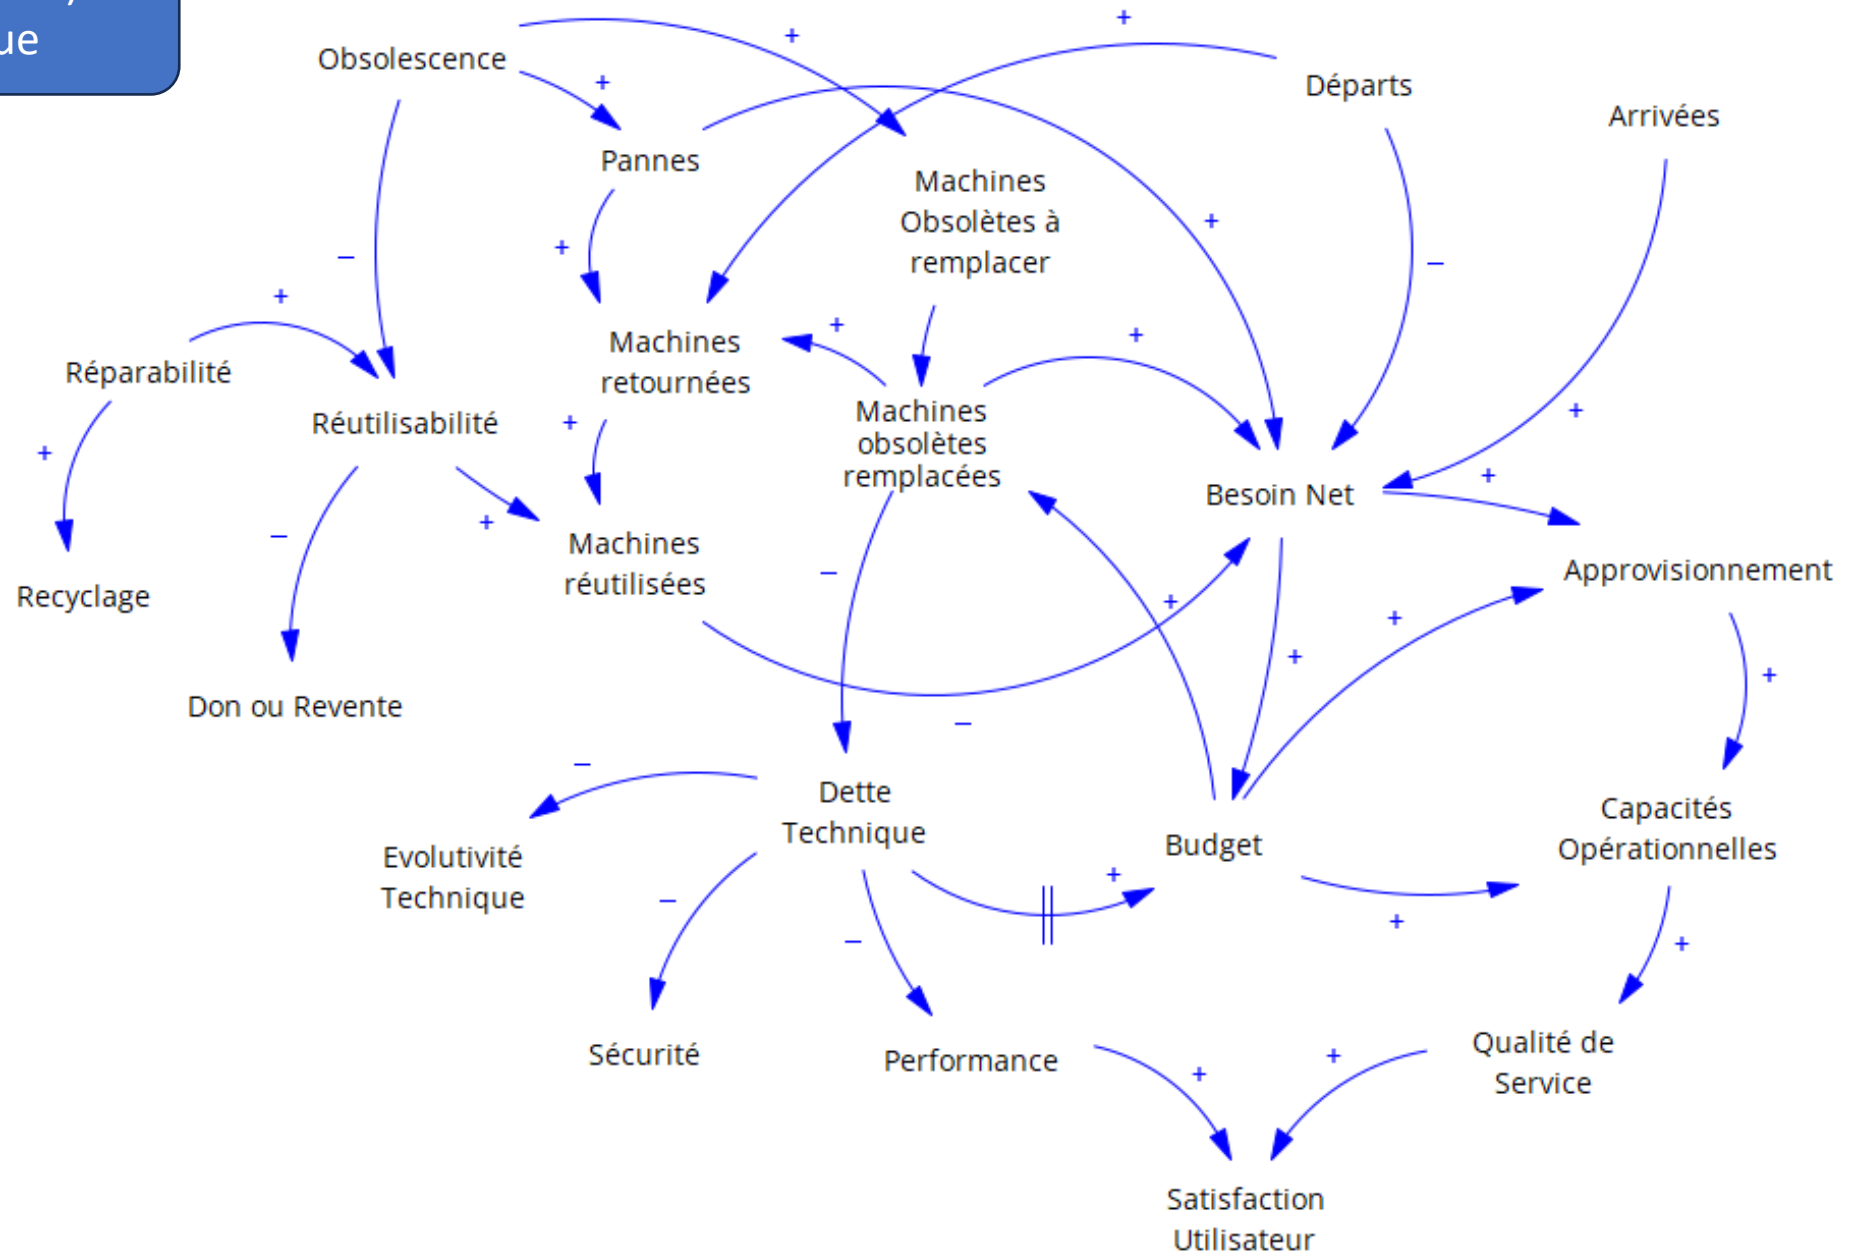 ue
Obsolescence
Départs
Arrivées
Pannes
Machines
Obsolètes à
remplacer
Machines
retournées
Réparabilité
Réutilisabilité
Machines
obsolètes
remplacées
Besoin Net
Machines
réutilisées
Approvisionnement
Recyclage
Don ou Revente
Dette
Technique
Budget
Capacités
Opérationnelles
Evolutivité
Technique
Sécurité
Performance
Qualité de
Service
Satisfaction
Utilisateur